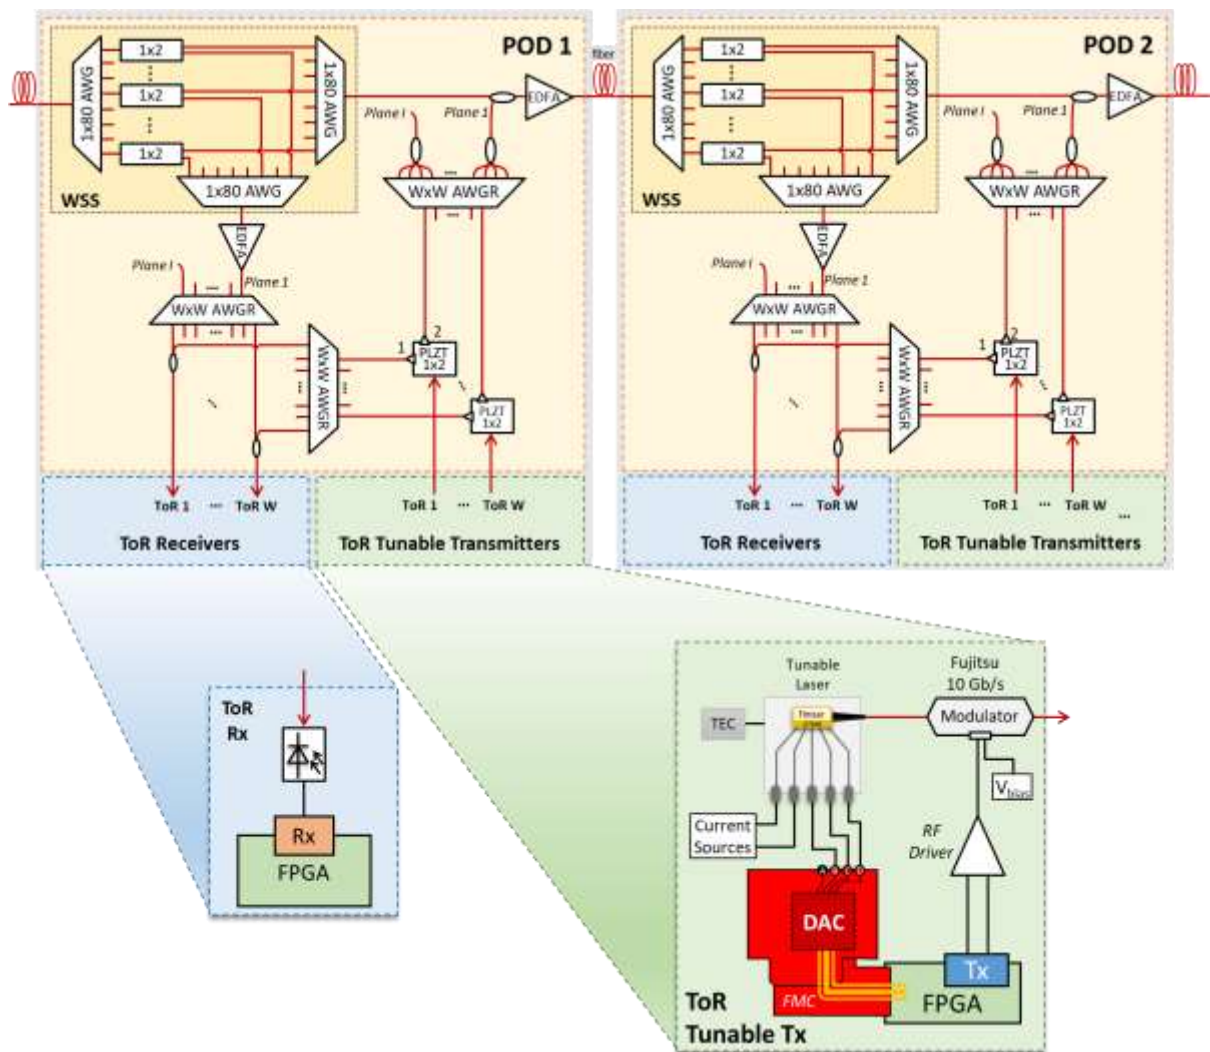 POD 1
1x80 AWG
1x2
...
1x2
...
1x2
1x80 AWG
1x80 AWG
WSS
EDFA
Plane I
Plane 1
...
WxW AWGR
...
EDFA
Plane I
...
Plane 1
WxW AWGR
...
WxW AWGR
...
...
1
2
PLZT
1x2
...
PLZT
1x2
...
ToR 1 ... ToR W
ToR Receivers
ToR 1 ... ToR W
ToR Tunable Transmitters
fiber
POD 2
1x80 AWG
1x2
...
1x2
...
1x2
1x80 AWG
1x80 AWG
WSS
EDFA
Plane I
Plane 1
...
WxW AWGR
...
EDFA
Plane I
...
Plane 1
WxW AWGR
...
WxW AWGR
...
...
1
2
PLZT
1x2
...
PLZT
1x2
...
ToR 1 ... ToR W
ToR Receivers
ToR 1 ... ToR W ...
ToR Tunable Transmitters
ToR
Rx
Rx
FPGA
Tunable
Laser
TEC
Fujitsu
10 Gb/s
Modulator
Vbias
Current
Sources
RF
Driver
DAC
FMC
Tx
FPGA
ToR
Tunable Tx